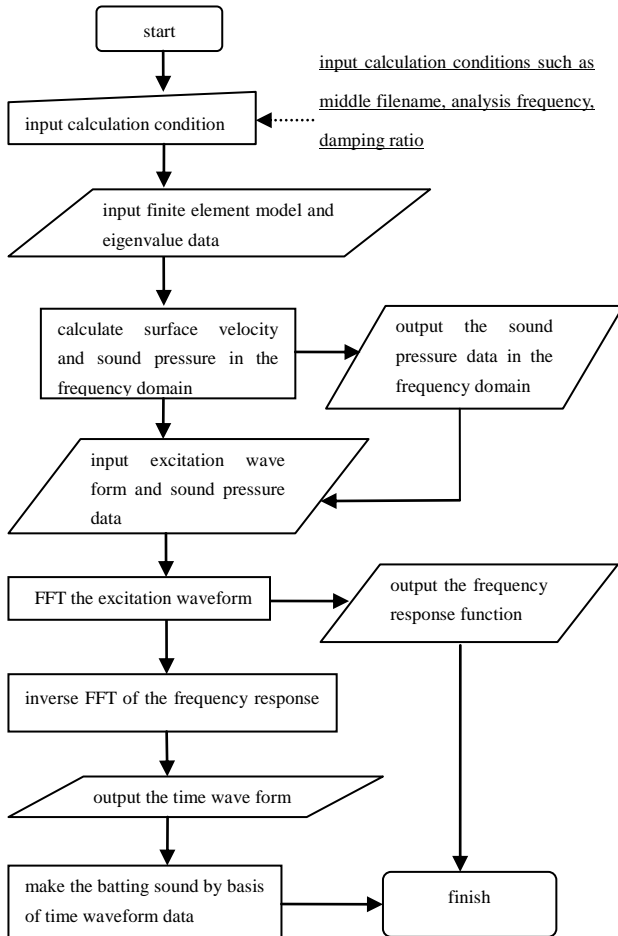 start
input calculation conditions such as
middle filename, analysis frequency,
damping ratio
input calculation condition
input finite element model and
eigenvalue data
calculate surface velocity
and sound pressure in the
frequency domain
output the sound
pressure data in the
frequency domain
input excitation wave
form and sound pressure
data
FFT the excitation waveform
output the frequency
response function
inverse FFT of the frequency response
output the time wave form
make the batting sound by basis
of time waveform data
finish